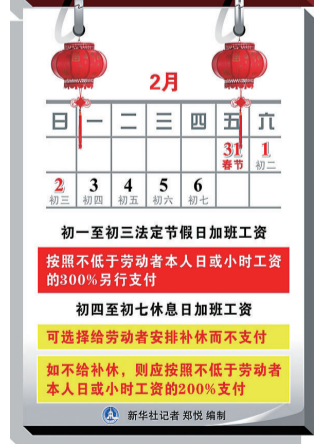 2月
日 一 二 三 四 五 六
31 1
春节 初二
2 3 4 5 6
初三 初四 初五 初六 初七
初一至初三法定节假日加班工资
按照不低于劳动者本人日或小时工资
的300%另行支付
初四至初七休息日加班工资
可选择给劳动者安排补休而不支付
如不给补休，则应按照不低于劳动者
本人日或小时工资的200%支付
新华社记者 郑悦 编制